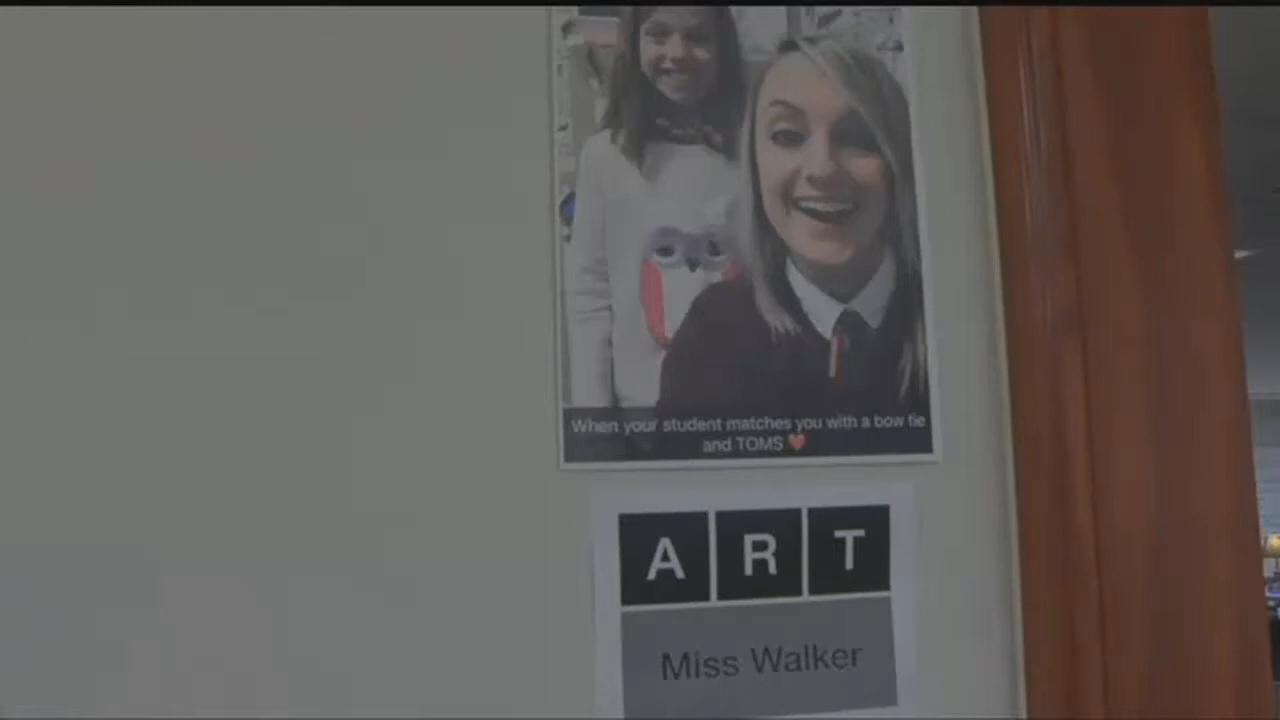 When your student matches you with a bow tie
and TOMS ❤️
A R T
Miss Walker